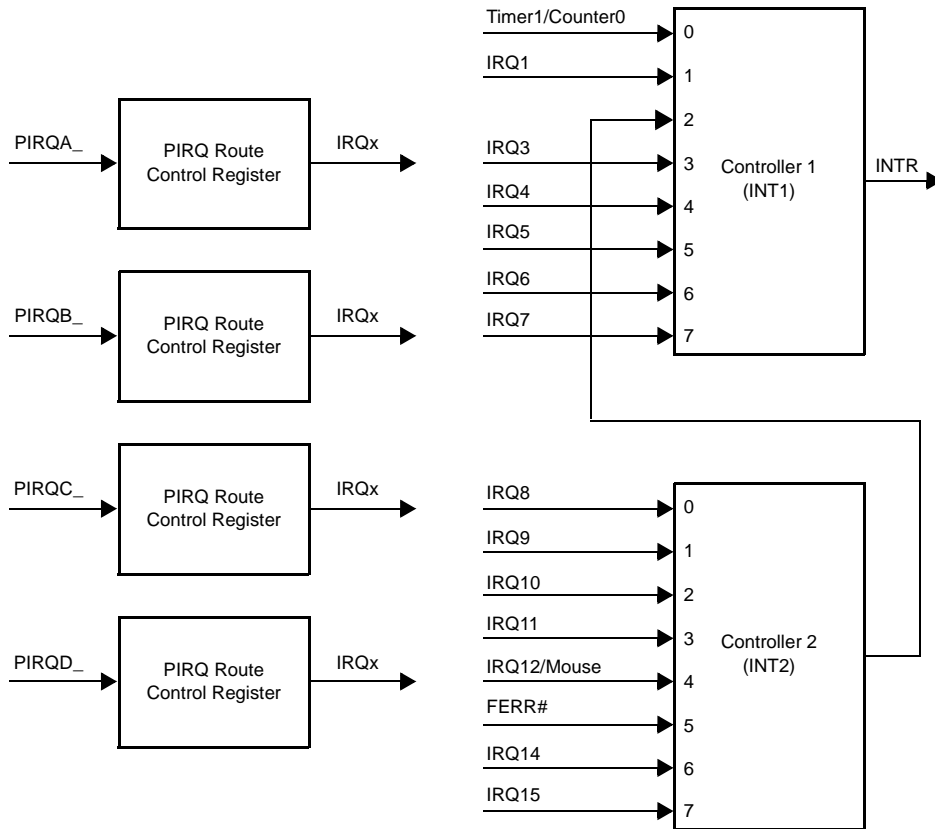 PIRQA_
PIRQ Route
Control Register
IRQx
PIRQB_
PIRQ Route
Control Register
IRQx
PIRQC_
PIRQ Route
Control Register
IRQx
PIRQD_
PIRQ Route
Control Register
IRQx
Timer1/Counter0
0
IRQ1
1
2
IRQ3
3
IRQ4
4
IRQ5
5
IRQ6
6
IRQ7
7
Controller 1
(INT1)
INTR
IRQ8
0
IRQ9
1
IRQ10
2
IRQ11
3
IRQ12/Mouse
4
FERR#
5
IRQ14
6
IRQ15
7
Controller 2
(INT2)